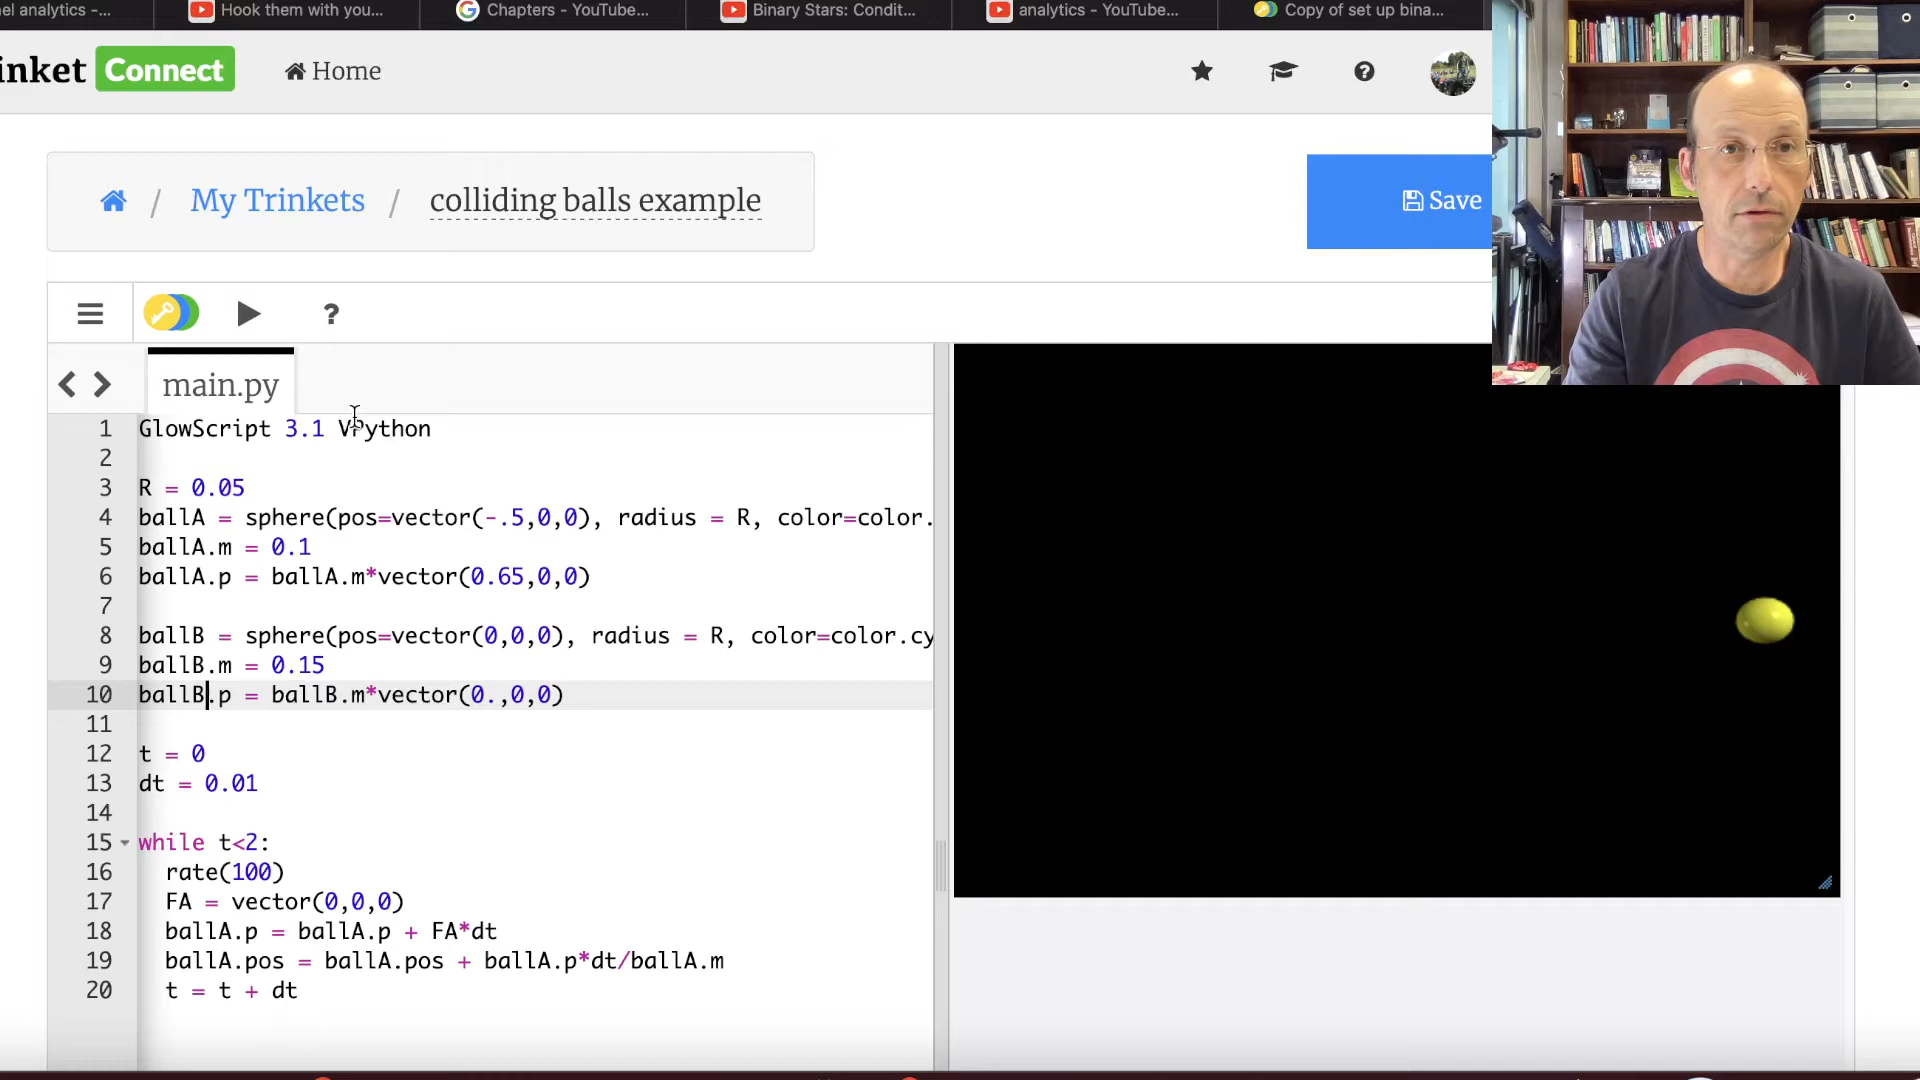 nel analytics -...
Hook them with you...
Chapters - YouTube...
Binary Stars: Condit...
analytics - YouTube...
Copy of set up bina...
inket Connect Home
/ My Trinkets / colliding balls example
Save
?
main.py
1 GlowScript 3.1 VPython
2
3 R = 0.05
4 ballA = sphere(pos=vector(-.5,0,0), radius = R, color=color.
5 ballA.m = 0.1
6 ballA.p = ballA.m*vector(0.65,0,0)
7
8 ballB = sphere(pos=vector(0,0,0), radius = R, color=color.cy
9 ballB.m = 0.15
10 ballB.p = ballB.m*vector(0.,0,0)
11
12 t = 0
13 dt = 0.01
14
15 while t<2:
16 rate(100)
17 FA = vector(0,0,0)
18 ballA.p = ballA.p + FA*dt
19 ballA.pos = ballA.pos + ballA.p*dt/ballA.m
20 t = t + dt